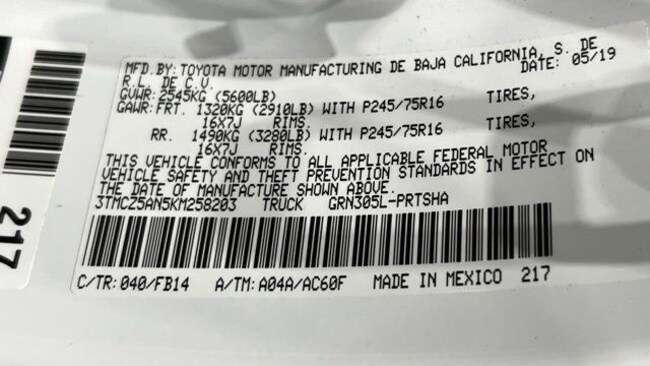 MFD. BY: TOYOTA MOTOR MANUFACTURING DE BAJA CALIFORNIA, S. DE
R.L. DE C.V. DATE: 05/19
GVWR: 2545KG (5600LB)
GAWR: FRT. 1320KG (2910LB) WITH P245/75R16 TIRES,
16X7J RIMS.
RR. 1490KG (3280LB) WITH P245/75R16 TIRES,
16X7J RIMS.
THIS VEHICLE CONFORMS TO ALL APPLICABLE FEDERAL MOTOR
VEHICLE SAFETY AND THEFT PREVENTION STANDARDS IN EFFECT ON
THE DATE OF MANUFACTURE SHOWN ABOVE.
3TMCZ5AN5KM258203 TRUCK GRN305L-PRTSHA
C/TR: 040/FB14 A/TM: A04A/AC60F MADE IN MEXICO 217
217